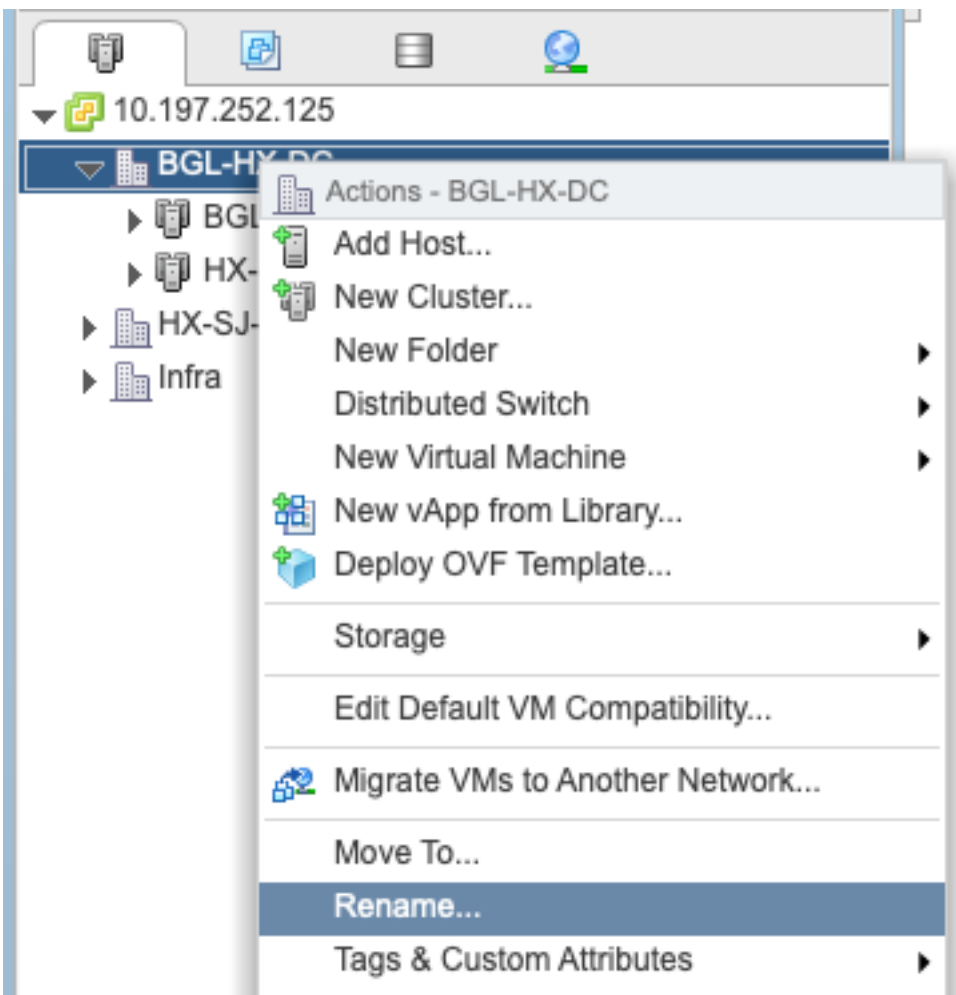 10.197.252.125
BGL-HX-DC
Actions - BGL-HX-DC
BGL
Add Host...
HX-
New Cluster...
HX-SJ-
New Folder
Infra
Distributed Switch
New Virtual Machine
New vApp from Library...
Deploy OVF Template...
Storage
Edit Default VM Compatibility...
Migrate VMs to Another Network...
Move To...
Rename...
Tags & Custom Attributes